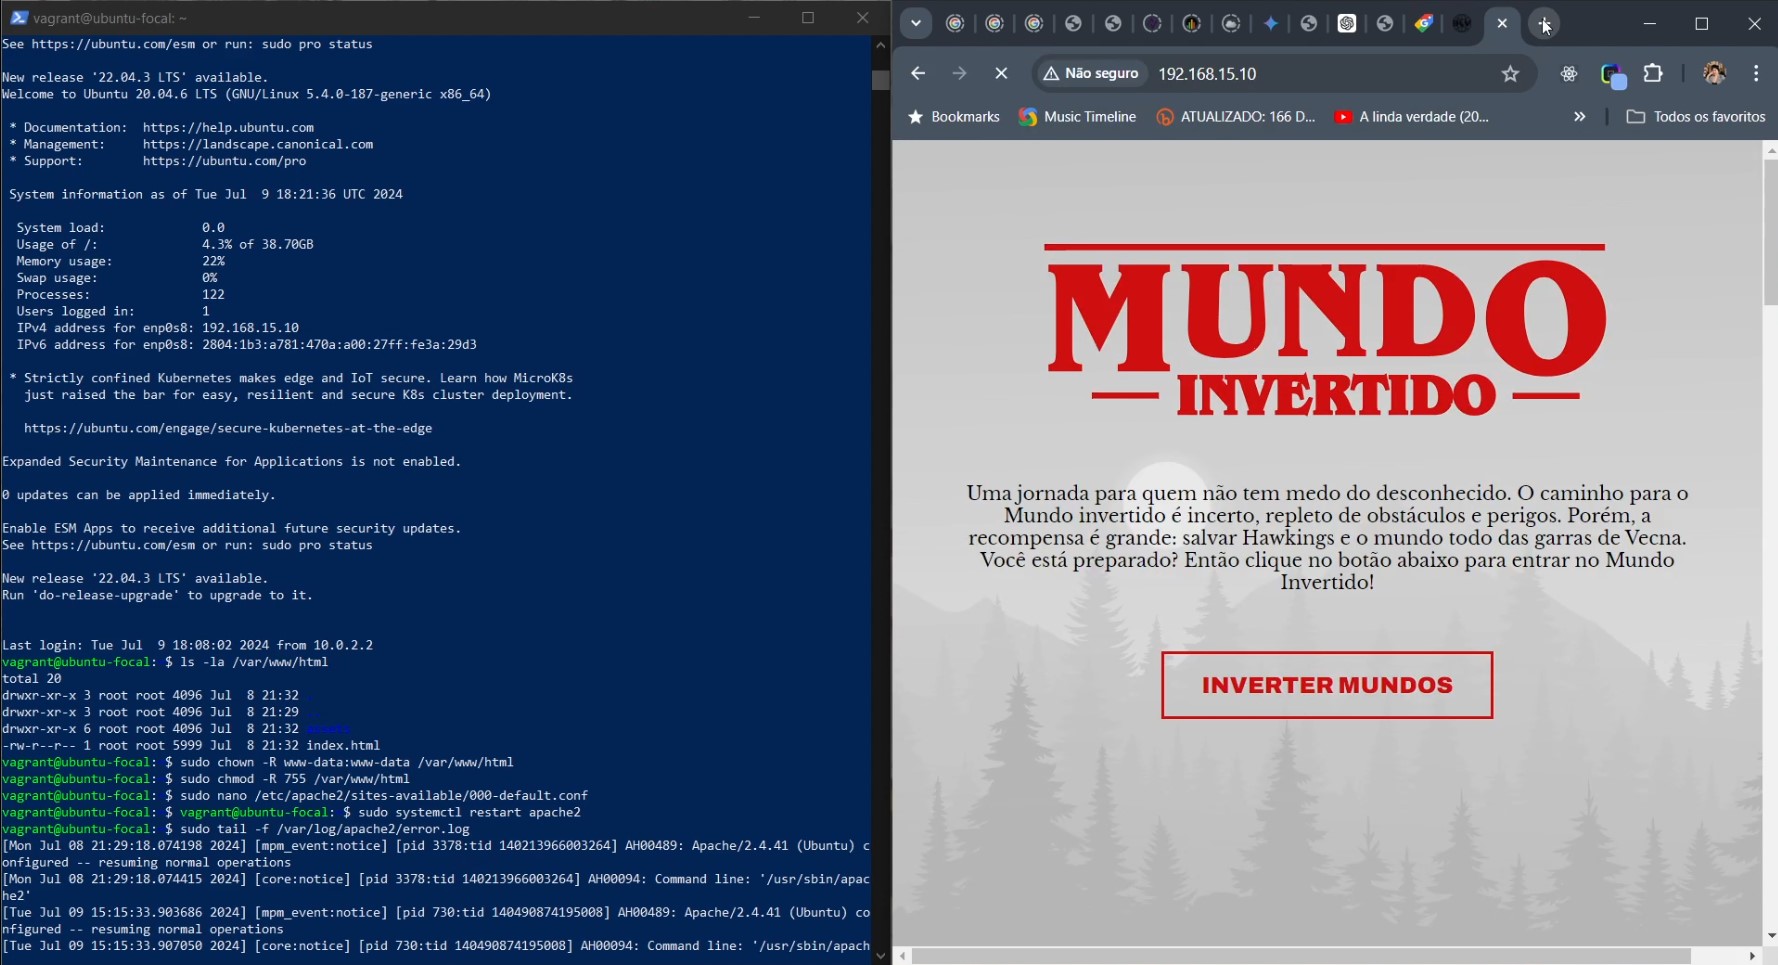 vagrant@ubuntu-focal: ~
See https://ubuntu.com/esm or run: sudo pro status
New release '22.04.3 LTS' available.
Welcome to Ubuntu 20.04.6 LTS (GNU/Linux 5.4.0-187-generic x86_64)
* Documentation: https://help.ubuntu.com
* Management: https://landscape.canonical.com
* Support: https://ubuntu.com/pro
System information as of Tue Jul 9 18:21:36 UTC 2024
System load: 0.0
Usage of /: 4.3% of 38.70GB
Memory usage: 22%
Swap usage: 0%
Processes: 122
Users logged in: 1
IPv4 address for enp0s8: 192.168.15.10
IPv6 address for enp0s8: 2804:1b3:a781:470a:a00:27ff:fe3a:29d3
* Strictly confined Kubernetes makes edge and IoT secure. Learn how MicroK8s
just raised the bar for easy, resilient and secure K8s cluster deployment.
https://ubuntu.com/engage/secure-kubernetes-at-the-edge
Expanded Security Maintenance for Applications is not enabled.
0 updates can be applied immediately.
Enable ESM Apps to receive additional future security updates.
See https://ubuntu.com/esm or run: sudo pro status
New release '22.04.3 LTS' available.
Run 'do-release-upgrade' to upgrade to it.
Last login: Tue Jul 9 18:08:02 2024 from 10.0.2.2
vagrant@ubuntu-focal: $ ls -la /var/www/html
total 20
drwxr-xr-x 3 root root 4096 Jul 8 21:32 .
drwxr-xr-x 3 root root 4096 Jul 8 21:29 ..
drwxr-xr-x 6 root root 4096 Jul 8 21:32 assets
-rw-r--r-- 1 root root 5999 Jul 8 21:32 index.html
vagrant@ubuntu-focal: $ sudo chown -R www-data:www-data /var/www/html
vagrant@ubuntu-focal: $ sudo chmod -R 755 /var/www/html
vagrant@ubuntu-focal: $ sudo nano /etc/apache2/sites-available/000-default.conf
vagrant@ubuntu-focal: $ vagrant@ubuntu-focal: $ sudo systemctl restart apache2
vagrant@ubuntu-focal: $ sudo tail -f /var/log/apache2/error.log
[Mon Jul 08 21:29:18.074198 2024] [mpm_event:notice] [pid 3378:tid 140213966003264] AH00489: Apache/2.4.41 (Ubuntu) c
onfigured -- resuming normal operations
[Mon Jul 08 21:29:18.074415 2024] [core:notice] [pid 3378:tid 140213966003264] AH00094: Command line: '/usr/sbin/apac
he2'
[Tue Jul 09 15:15:33.903686 2024] [mpm_event:notice] [pid 730:tid 140490874195008] AH00489: Apache/2.4.41 (Ubuntu) co
nfigured -- resuming normal operations
[Tue Jul 09 15:15:33.907050 2024] [core:notice] [pid 730:tid 140490874195008] AH00094: Command line: '/usr/sbin/apach
Não seguro 192.168.15.10
Bookmarks Music Timeline ATUALIZADO: 166 D... A linda verdade (20... » Todos os favoritos
MUNDO
INVERTIDO
Uma jornada para quem não tem medo do desconhecido. O caminho para o
Mundo invertido é incerto, repleto de obstáculos e perigos. Porém, a
recompensa é grande: salvar Hawkings e o mundo todo das garras de Vecna.
Você está preparado? Então clique no botão abaixo para entrar no Mundo
Invertido!
INVERTER MUNDOS